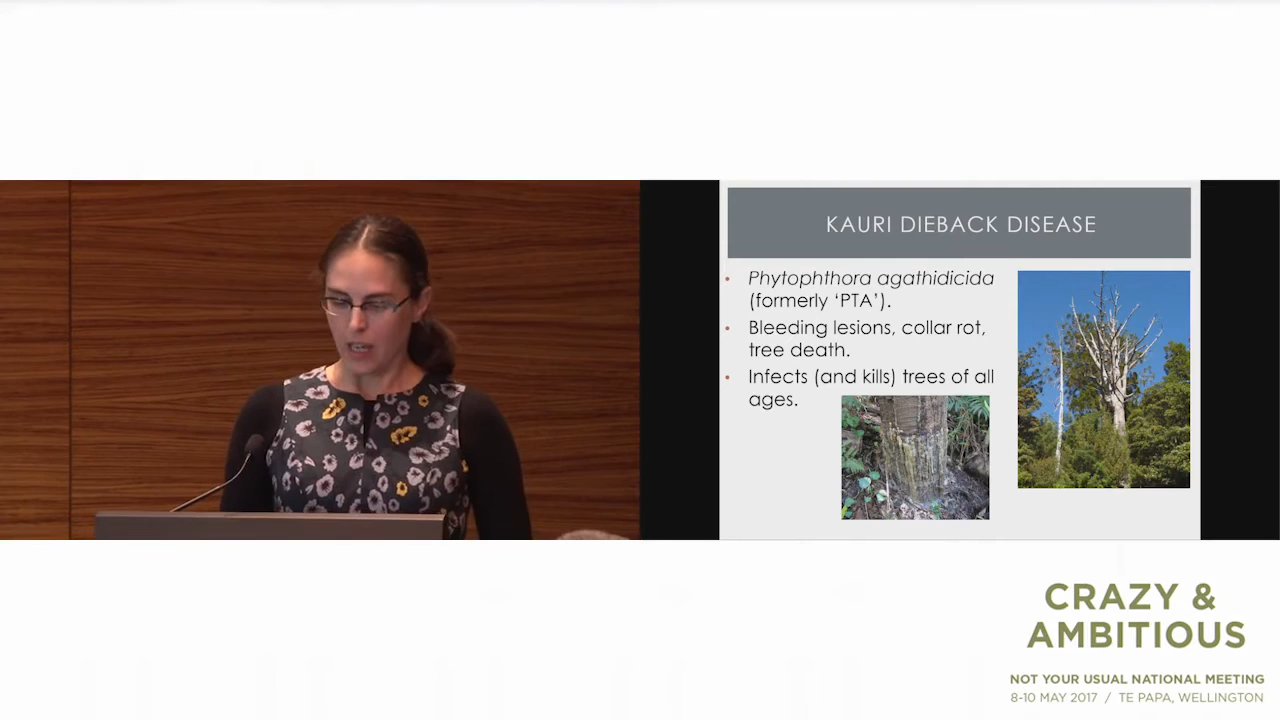 KAURI DIEBACK DISEASE
• Phytophthora agathidicida
(formerly ‘PTA’).
• Bleeding lesions, collar rot,
tree death.
• Infects (and kills) trees of all
ages.
CRAZY &
AMBITIOUS
NOT YOUR USUAL NATIONAL MEETING
8-10 MAY 2017 / TE PAPA, WELLINGTON